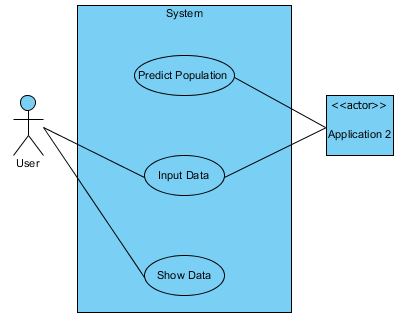 System
Predict Population
<<actor>>
Application 2
User
Input Data
Show Data